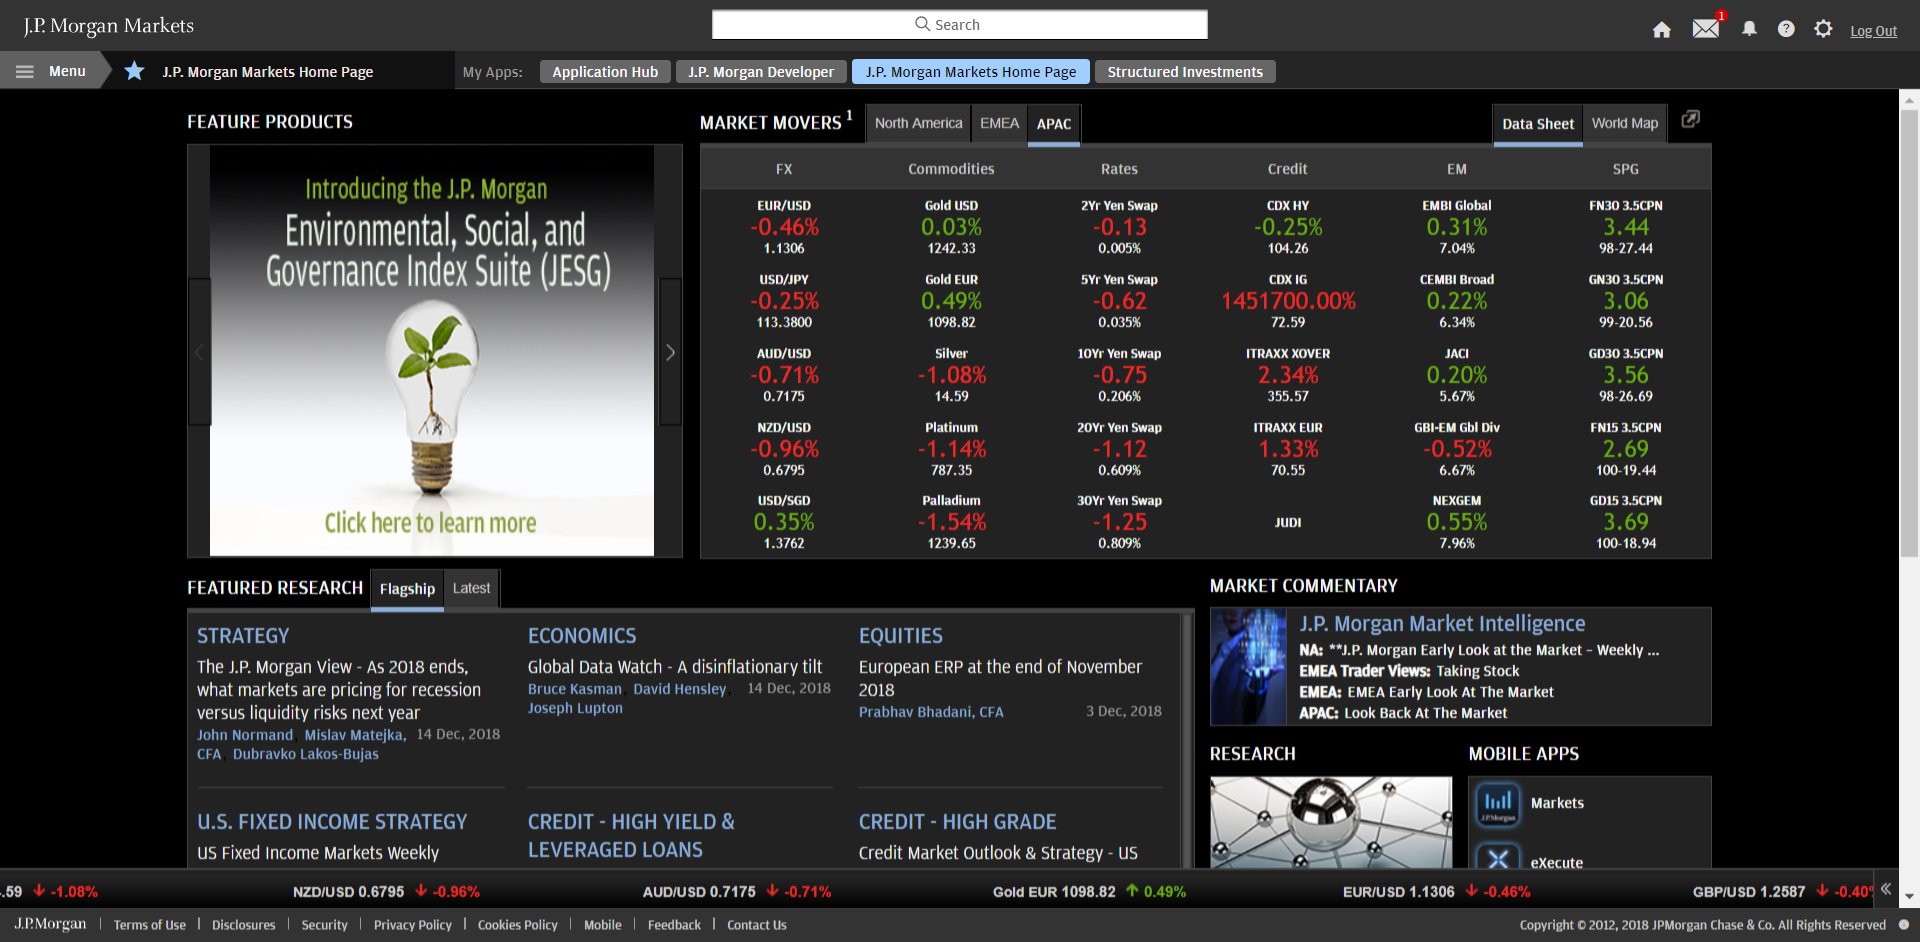 J.P. Morgan Markets
Search
1
Log Out
Menu
J.P. Morgan Markets Home Page
My Apps:
Application Hub
J.P. Morgan Developer
J.P. Morgan Markets Home Page
Structured Investments
FEATURE PRODUCTS
Introducing the J.P. Morgan
Environmental, Social, and
Governance Index Suite (JESG)
Click here to learn more
MARKET MOVERS 1
North America
EMEA
APAC
Data Sheet
World Map
FX Commodities Rates Credit EM SPG
EUR/USD Gold USD 2Yr Yen Swap CDX HY EMBI Global FN30 3.5CPN
-0.46% 0.03% -0.13 -0.25% 0.31% 3.44
1.1306 1242.33 0.005% 104.26 7.04% 98-27.44
USD/JPY Gold EUR 5Yr Yen Swap CDX IG CEMBI Broad GN30 3.5CPN
-0.25% 0.49% -0.62 1451700.00% 0.22% 3.06
113.3800 1098.82 0.035% 72.59 6.34% 99-20.56
AUD/USD Silver 10Yr Yen Swap ITRAXX XOVER JACI GD30 3.5CPN
-0.71% -1.08% -0.75 2.34% 0.20% 3.56
0.7175 14.59 0.206% 355.57 5.67% 98-26.69
NZD/USD Platinum 20Yr Yen Swap ITRAXX EUR GBI-EM Gbl Div FN15 3.5CPN
-0.96% -1.14% -1.12 1.33% -0.52% 2.69
0.6795 787.35 0.609% 70.55 6.67% 100-19.44
USD/SGD Palladium 30Yr Yen Swap NEXGEM GD15 3.5CPN
0.35% -1.54% -1.25 JUDI 0.55% 3.69
1.3762 1239.65 0.809% 7.96% 100-18.94
FEATURED RESEARCH
Flagship
Latest
STRATEGY
The J.P. Morgan View - As 2018 ends,
what markets are pricing for recession
versus liquidity risks next year
John Normand, Mislav Matejka, 14 Dec, 2018
CFA, Dubravko Lakos-Bujas
ECONOMICS
Global Data Watch - A disinflationary tilt
Bruce Kasman, David Hensley, 14 Dec, 2018
Joseph Lupton
EQUITIES
European ERP at the end of November
2018
Prabhav Bhadani, CFA 3 Dec, 2018
U.S. FIXED INCOME STRATEGY
US Fixed Income Markets Weekly
CREDIT - HIGH YIELD &
LEVERAGED LOANS
CREDIT - HIGH GRADE
Credit Market Outlook & Strategy - US
MARKET COMMENTARY
J.P. Morgan Market Intelligence
NA: **J.P. Morgan Early Look at the Market – Weekly ...
EMEA Trader Views: Taking Stock
EMEA: EMEA Early Look At The Market
APAC: Look Back At The Market
RESEARCH
MOBILE APPS
J.P.Morgan
Markets
eXecute
.59 -1.08% NZD/USD 0.6795 -0.96% AUD/USD 0.7175 -0.71% Gold EUR 1098.82 0.49% EUR/USD 1.1306 -0.46% GBP/USD 1.2587 -0.40%
J.P.Morgan | Terms of Use | Disclosures | Security | Privacy Policy | Cookies Policy | Mobile | Feedback | Contact Us
Copyright © 2012, 2018 JPMorgan Chase & Co. All Rights Reserved